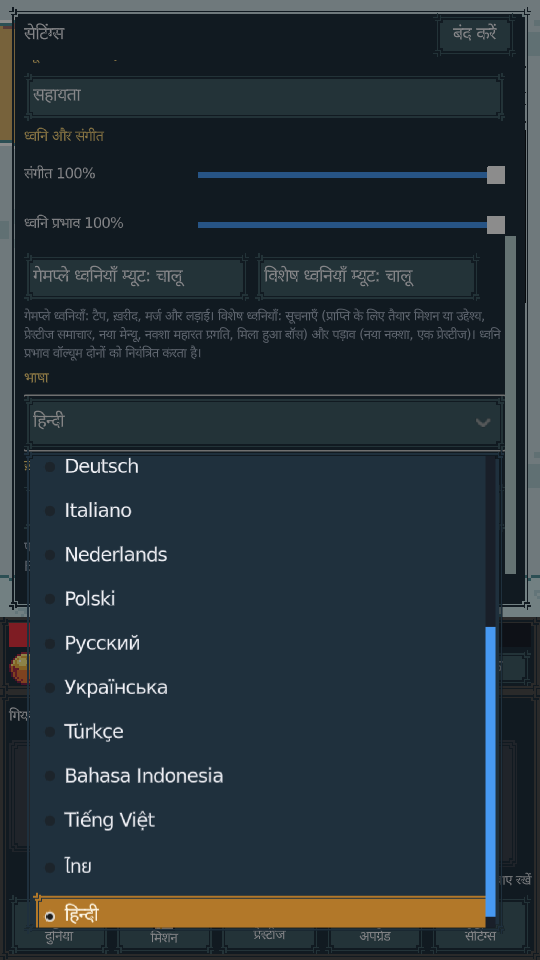 सेटिंग्स
बंद करें
सहायता
ध्वनि और संगीत
संगीत 100%
ध्वनि प्रभाव 100%
गेमप्ले ध्वनियाँ म्यूट: चालू
विशेष ध्वनियाँ म्यूट: चालू
गेमप्ले ध्वनियाँ: टैप, ख़रीद, मर्ज और लड़ाई। विशेष ध्वनियाँ: सूचनाएँ (प्राप्ति के लिए तैयार मिशन या उद्देश्य,
प्रेस्टीज समाचार, नया मेन्यू, नक्शा महारत प्रगति, मिला हुआ बॉस) और पड़ाव (नया नक्शा, एक प्रेस्टीज)। ध्वनि
प्रभाव वॉल्यूम दोनों को नियंत्रित करता है।
भाषा
हिन्दी
Deutsch
Italiano
Nederlands
Polski
Русский
Українська
Türkçe
Bahasa Indonesia
Tiếng Việt
ไทย
हिन्दी
रखें
दुनिया
मिशन
प्रेस्टीज
अपग्रेड
सेटिंग्स